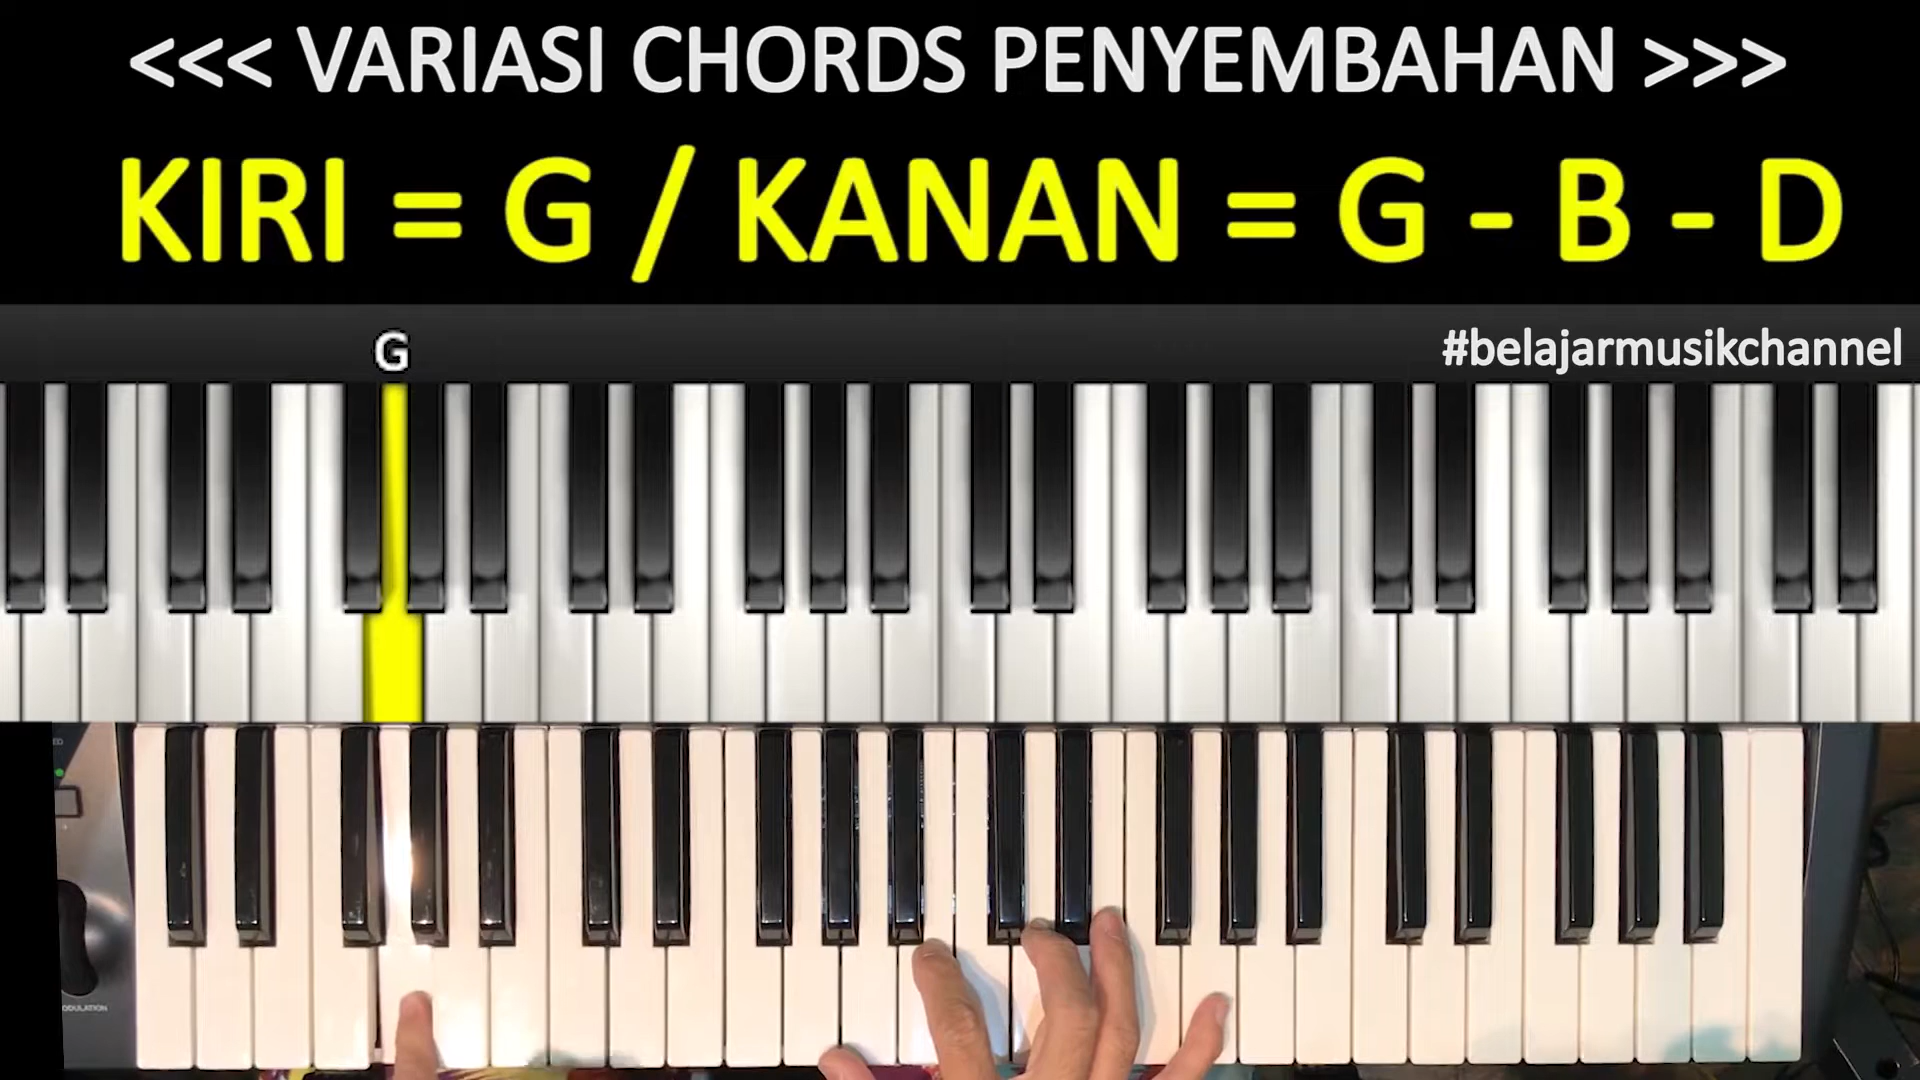 <<< VARIASI CHORDS PENYEMBAHAN >>>
KIRI = G / KANAN = G - B - D
G
#belajarmusikchannel